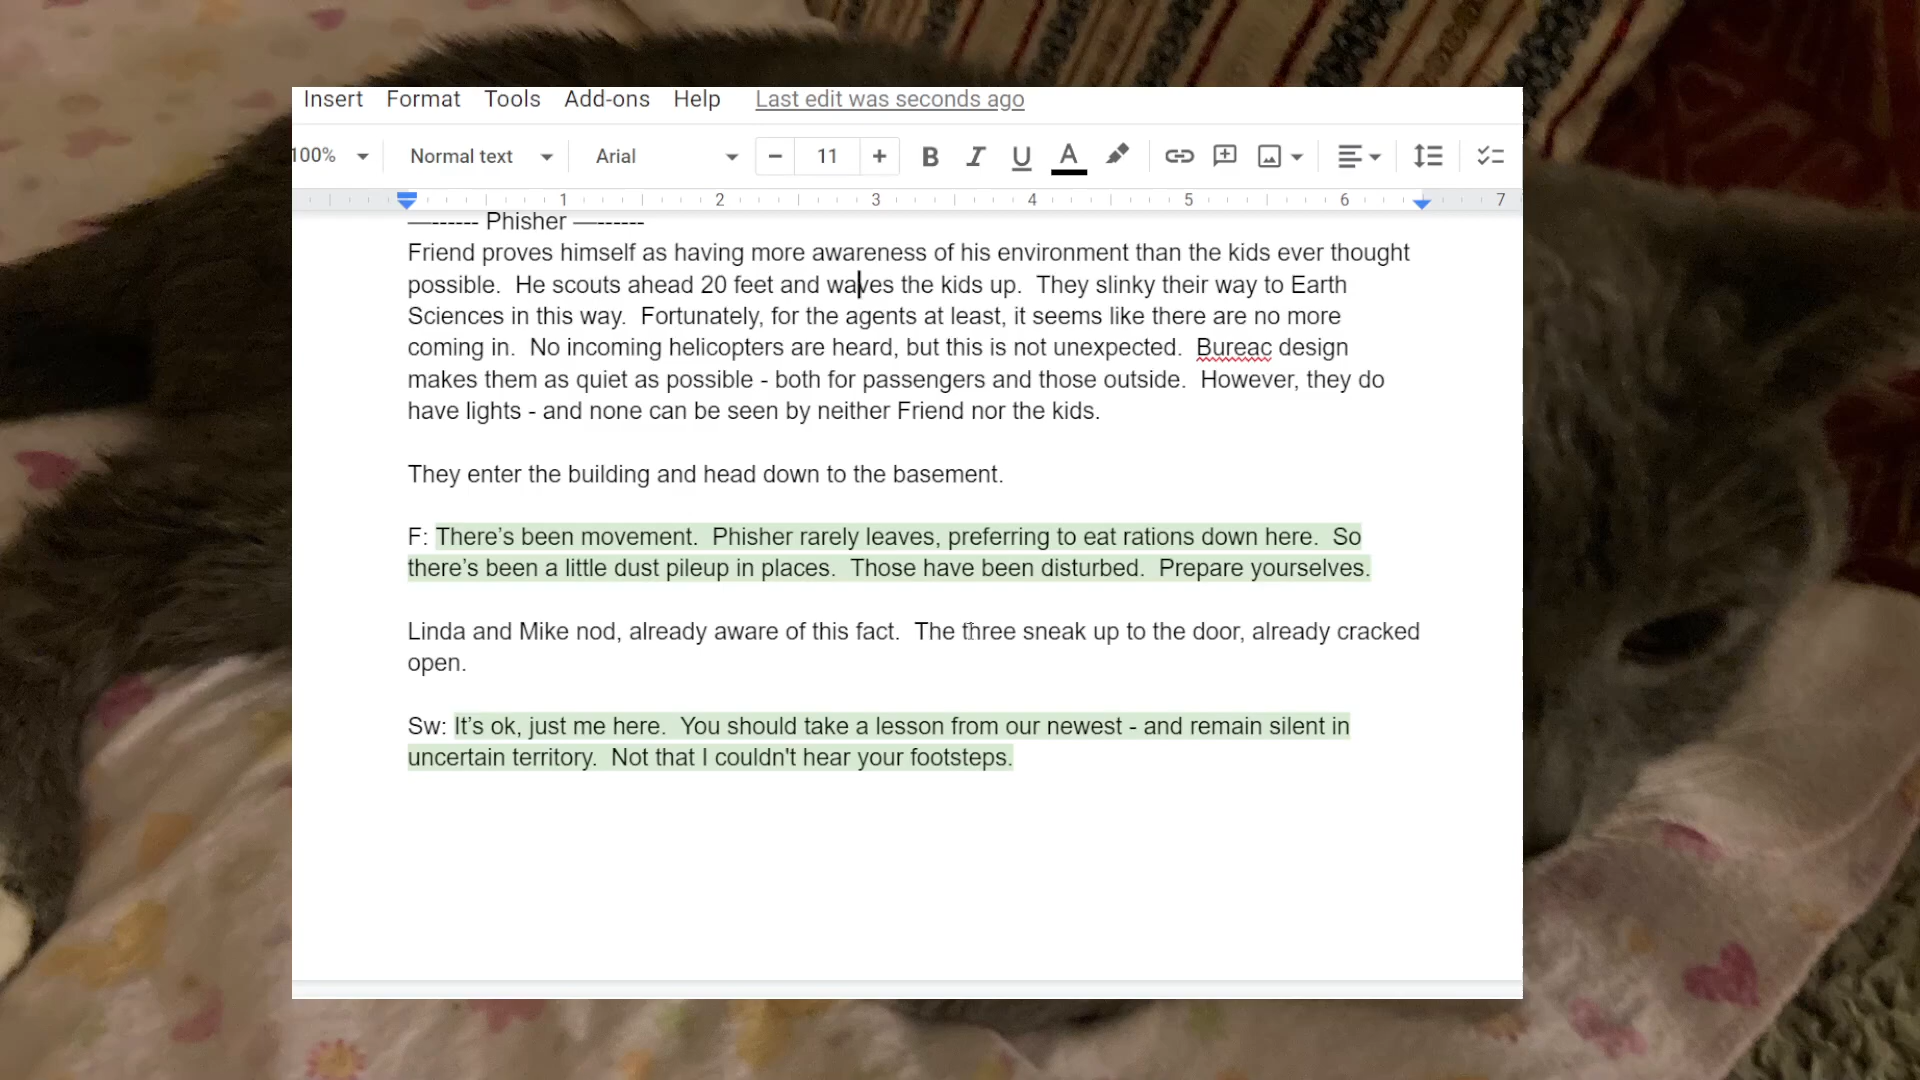 Insert Format Tools Add-ons Help Last edit was seconds ago
100% Normal text Arial − 11 + B I U A
1 2 3 4 5 6 7
—------ Phisher —------
Friend proves himself as having more awareness of his environment than the kids ever thought
possible.  He scouts ahead 20 feet and waves the kids up.  They slinky their way to Earth
Sciences in this way.  Fortunately, for the agents at least, it seems like there are no more
coming in.  No incoming helicopters are heard, but this is not unexpected.  Bureac design
makes them as quiet as possible - both for passengers and those outside.  However, they do
have lights - and none can be seen by neither Friend nor the kids.
They enter the building and head down to the basement.
F: There’s been movement.  Phisher rarely leaves, preferring to eat rations down here.  So
there’s been a little dust pileup in places.  Those have been disturbed.  Prepare yourselves.
Linda and Mike nod, already aware of this fact.  The three sneak up to the door, already cracked
open.
Sw: It’s ok, just me here.  You should take a lesson from our newest - and remain silent in
uncertain territory.  Not that I couldn't hear your footsteps.